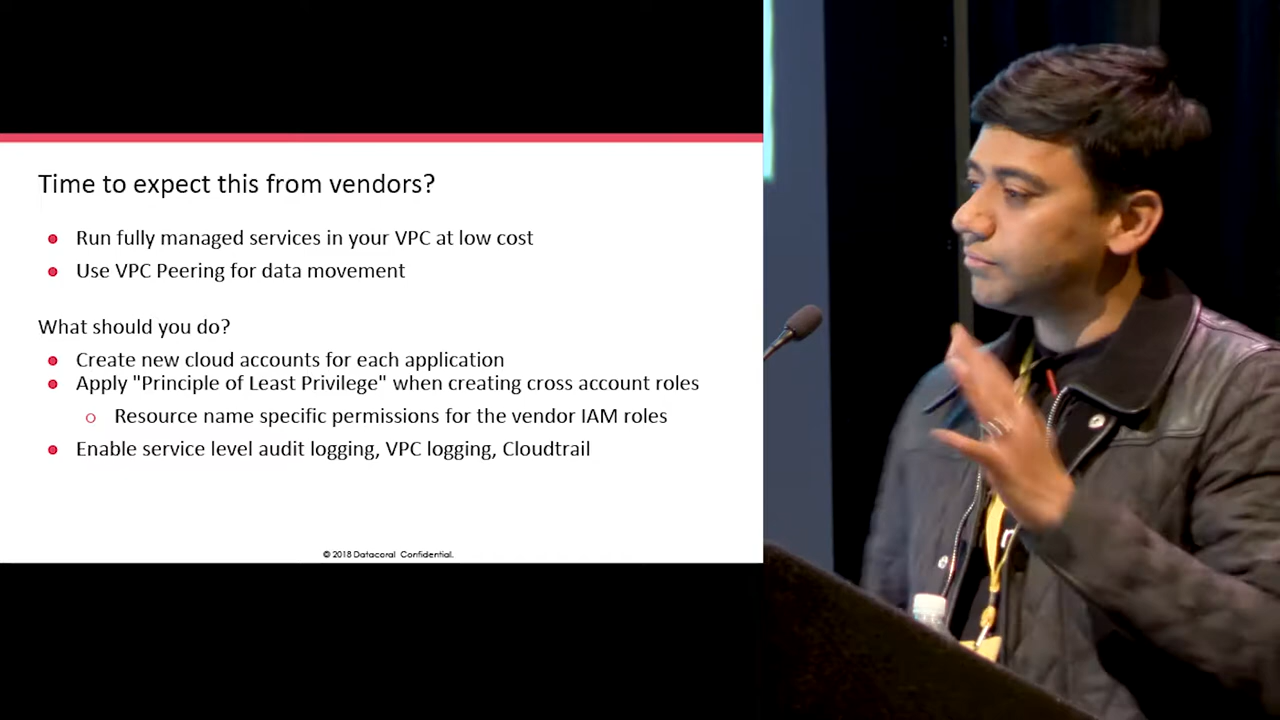 Time to expect this from vendors?
Run fully managed services in your VPC at low cost
Use VPC Peering for data movement
What should you do?
Create new cloud accounts for each application
Apply "Principle of Least Privilege" when creating cross account roles
Resource name specific permissions for the vendor IAM roles
Enable service level audit logging, VPC logging, Cloudtrail
© 2018 Datacoral Confidential.